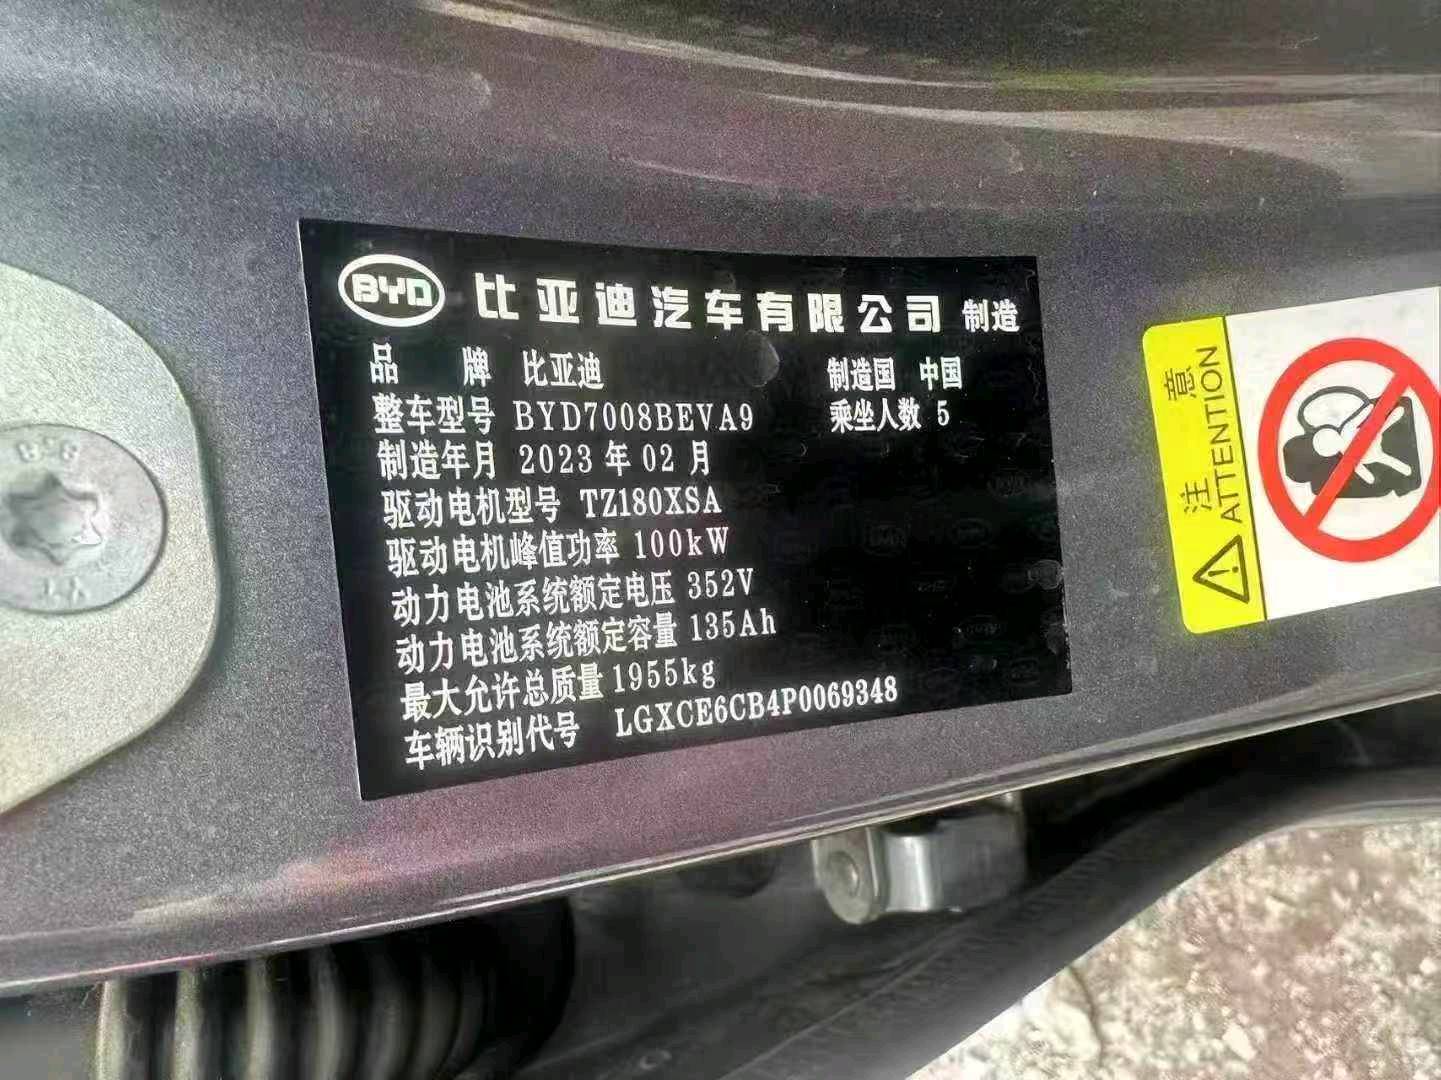 BYD 比亚迪汽车有限公司 制造
品 牌 比亚迪 制造国 中国
整车型号 BYD7008BEVA9 乘坐人数 5
制造年月 2023 年 02 月
驱动电机型号 TZ180XSA
驱动电机峰值功率 100kW
动力电池系统额定电压 352V
动力电池系统额定容量 135Ah
最大允许总质量 1955kg
车辆识别代号 LGXCE6CB4P0069348
注 意
ATTENTION
8.8